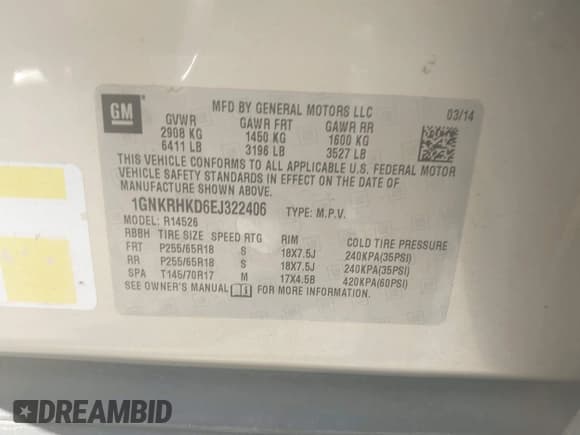 GM
MFD BY GENERAL MOTORS LLC
03/14
GVWR GAWR FRT GAWR RR
2908 KG 1450 KG 1600 KG
6411 LB 3196 LB 3527 LB
THIS VEHICLE CONFORMS TO ALL APPLICABLE U.S. FEDERAL MOTOR
VEHICLE SAFETY STANDARDS IN EFFECT ON THE DATE OF
MANUFACTURE SHOWN ABOVE.
1GNKRHKD6EJ322406 TYPE: M.P.V.
MODEL: R14526
RBBH TIRE SIZE SPEED RTG RIM COLD TIRE PRESSURE
FRT P255/65R18 S 18X7.5J 240KPA(35PSI)
RR P255/65R18 S 18X7.5J 240KPA(35PSI)
SPA T145/70R17 M 17X4.5B 420KPA(60PSI)
SEE OWNER'S MANUAL FOR MORE INFORMATION.
DREAMBID